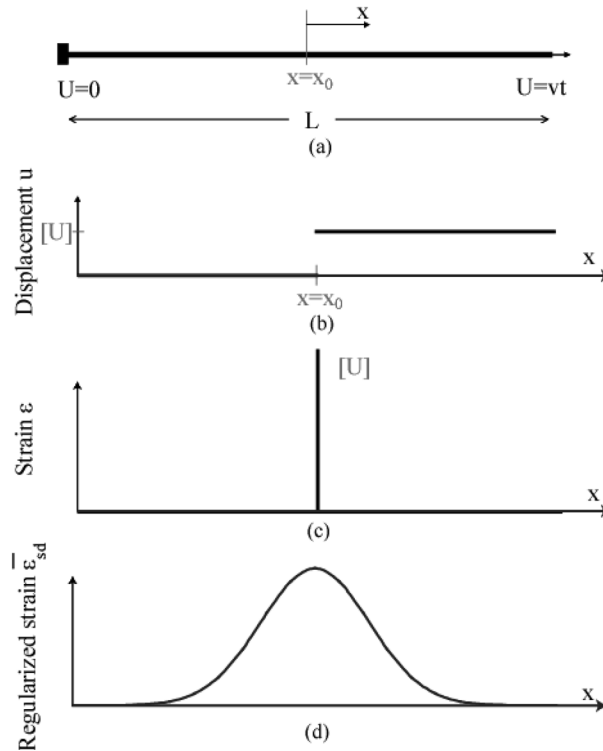 x
x=x₀
U=0
U=vt
L
(a)
Displacement u
[U]
x
x=x₀
(b)
Strain ε
[U]
x
(c)
Regularized strain ε̅sd
x
(d)